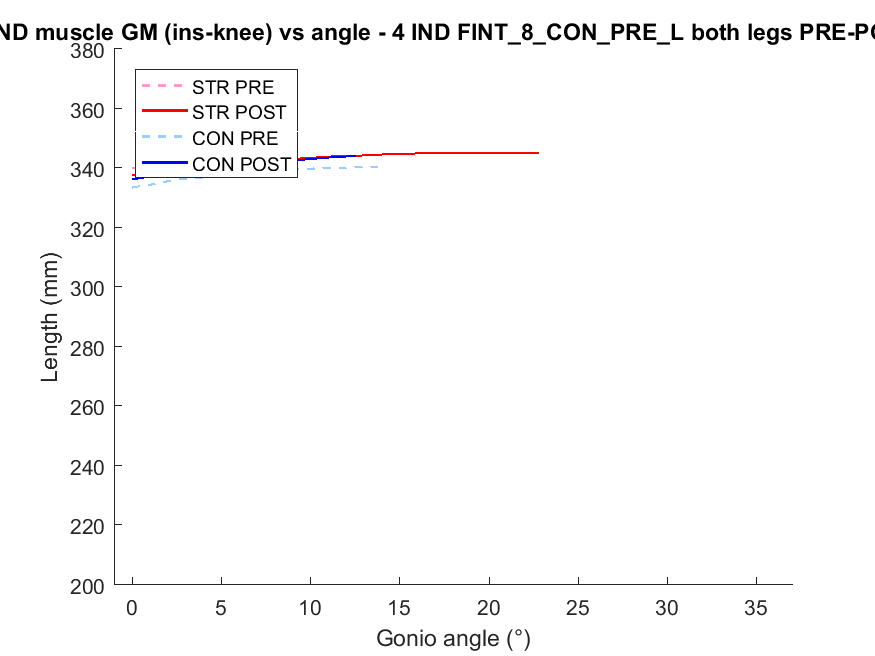 ND muscle GM (ins-knee) vs angle - 4 IND FINT_8_CON_PRE_L both legs PRE-PO
380
360
340
320
300
280
260
240
220
200
Length (mm)
STR PRE
STR POST
CON PRE
CON POST
0 5 10 15 20 25 30 35
Gonio angle (°)